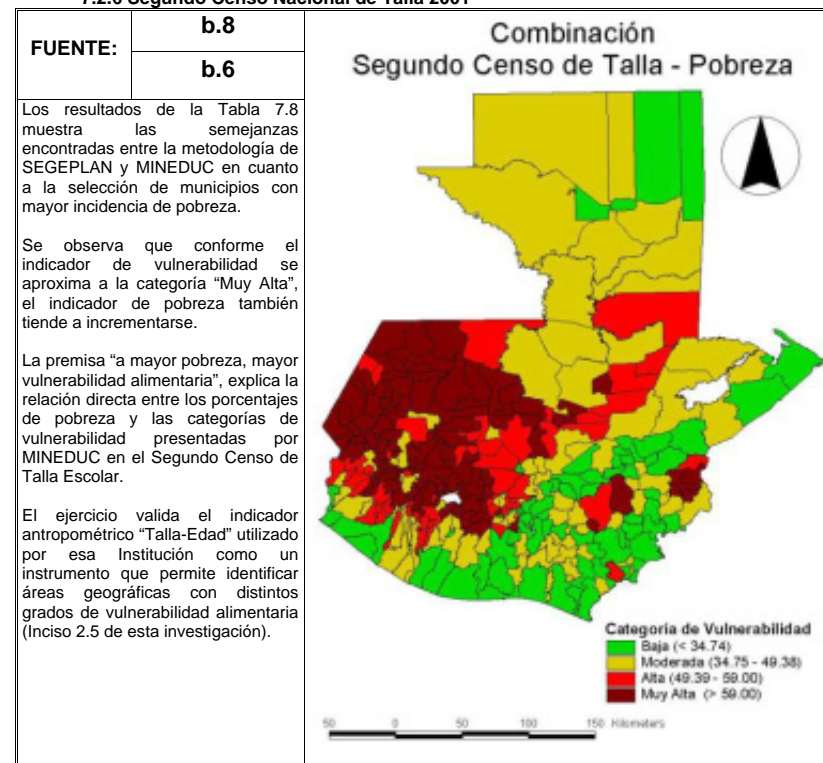 7.2.6 Segundo Censo Nacional de Talla 2001
FUENTE:
b.8
b.6
Los resultados de la Tabla 7.8
muestra las semejanzas
encontradas entre la metodología de
SEGEPLAN y MINEDUC en cuanto
a la selección de municipios con
mayor incidencia de pobreza.
Se observa que conforme el
indicador de vulnerabilidad se
aproxima a la categoría “Muy Alta”,
el indicador de pobreza también
tiende a incrementarse.
La premisa “a mayor pobreza, mayor
vulnerabilidad alimentaria”, explica la
relación directa entre los porcentajes
de pobreza y las categorías de
vulnerabilidad presentadas por
MINEDUC en el Segundo Censo de
Talla Escolar.
El ejercicio valida el indicador
antropométrico “Talla-Edad” utilizado
por esa Institución como un
instrumento que permite identificar
áreas geográficas con distintos
grados de vulnerabilidad alimentaria
(Inciso 2.5 de esta investigación).
Combinación
Segundo Censo de Talla - Pobreza
Categoria de Vulnerabilidad
Baja (< 34.74)
Moderada (34.75 - 49.38)
Alta (49.39 - 59.00)
Muy Alta (> 59.00)
50 0 50 100 150 Kilometers